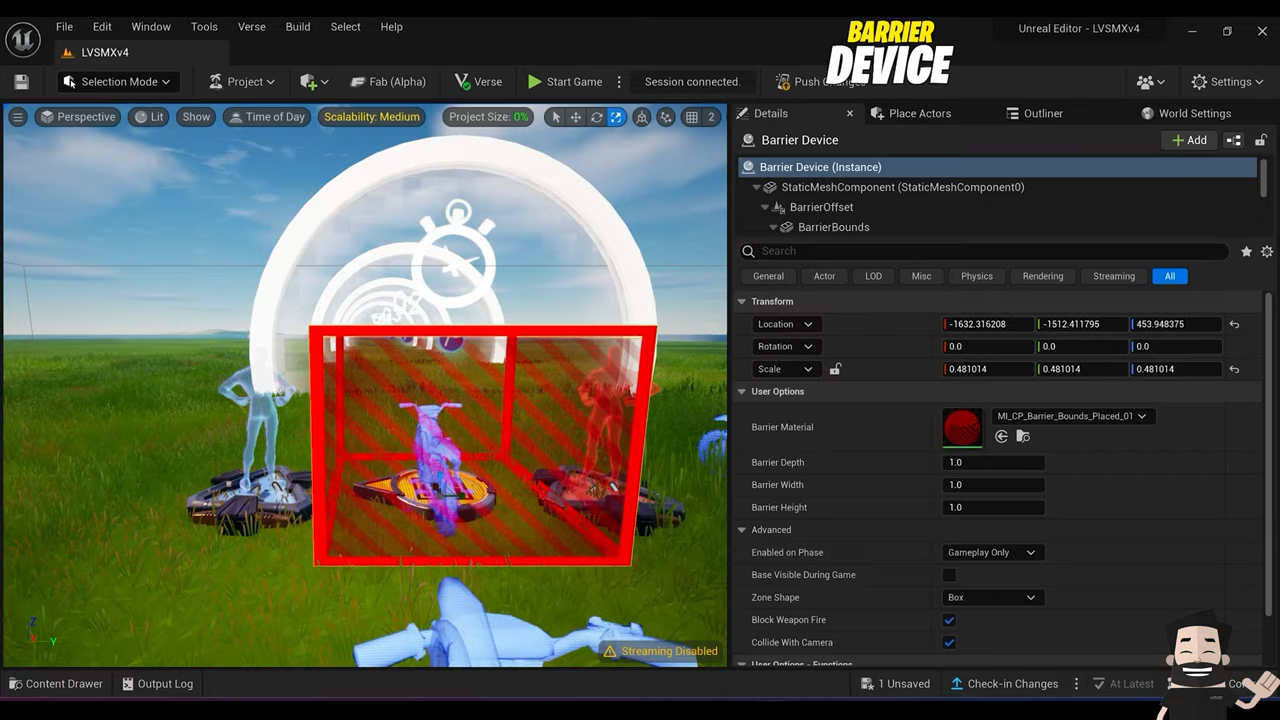 File Edit Window Tools Verse Build Select Help
BARRIER
DEVICE
Unreal Editor - LVSMXv4
LVSMXv4
Selection Mode
Project
Fab (Alpha)
Verse
Start Game
Session connected.
Push Changes
Settings
Perspective
Lit
Show
Time of Day
Scalability: Medium
Project Size: 0%
2
Details
Place Actors
Outliner
World Settings
Barrier Device
Add
Barrier Device (Instance)
StaticMeshComponent (StaticMeshComponent0)
BarrierOffset
BarrierBounds
Search
General Actor LOD Misc Physics Rendering Streaming All
Transform
Location -1632.316208 -1512.411795 453.948375
Rotation 0.0 0.0 0.0
Scale 0.481014 0.481014 0.481014
User Options
Barrier Material MI_CP_Barrier_Bounds_Placed_01
Barrier Depth 1.0
Barrier Width 1.0
Barrier Height 1.0
Advanced
Enabled on Phase Gameplay Only
Base Visible During Game
Zone Shape Box
Block Weapon Fire
Collide With Camera
User Options - Functions
Z
Y
Streaming Disabled
Content Drawer
Output Log
1 Unsaved
Check-in Changes
At Latest